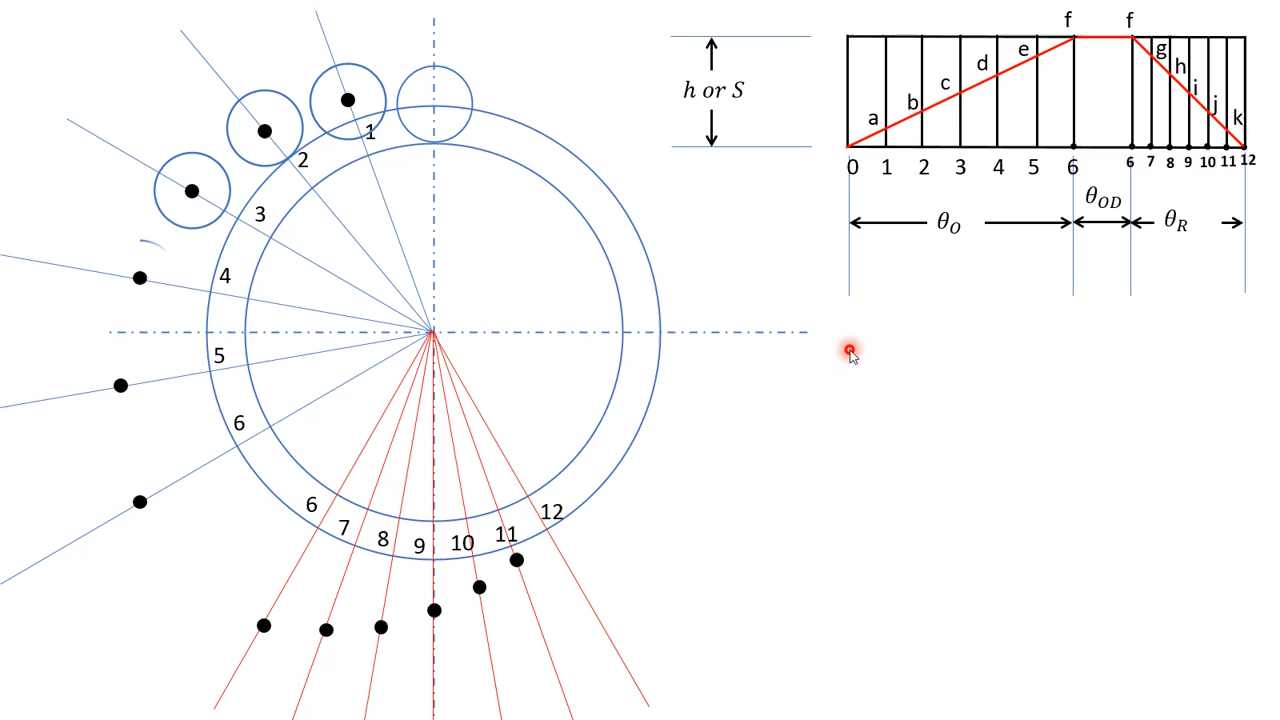 f f
h or S
a b c d e
g
h
i
j
k
0 1 2 3 4 5 6
6 7 8 9 10 11 12
θ_O θ_OD θ_R
1
2
3
4
5
6
6
7
8
9
10
11
12